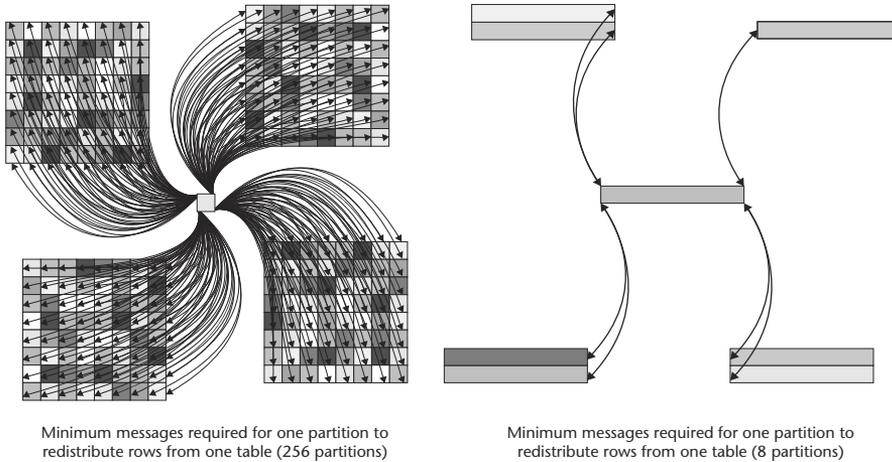 Minimum messages required for one partition to
redistribute rows from one table (256 partitions)
Minimum messages required for one partition to
redistribute rows from one table (8 partitions)